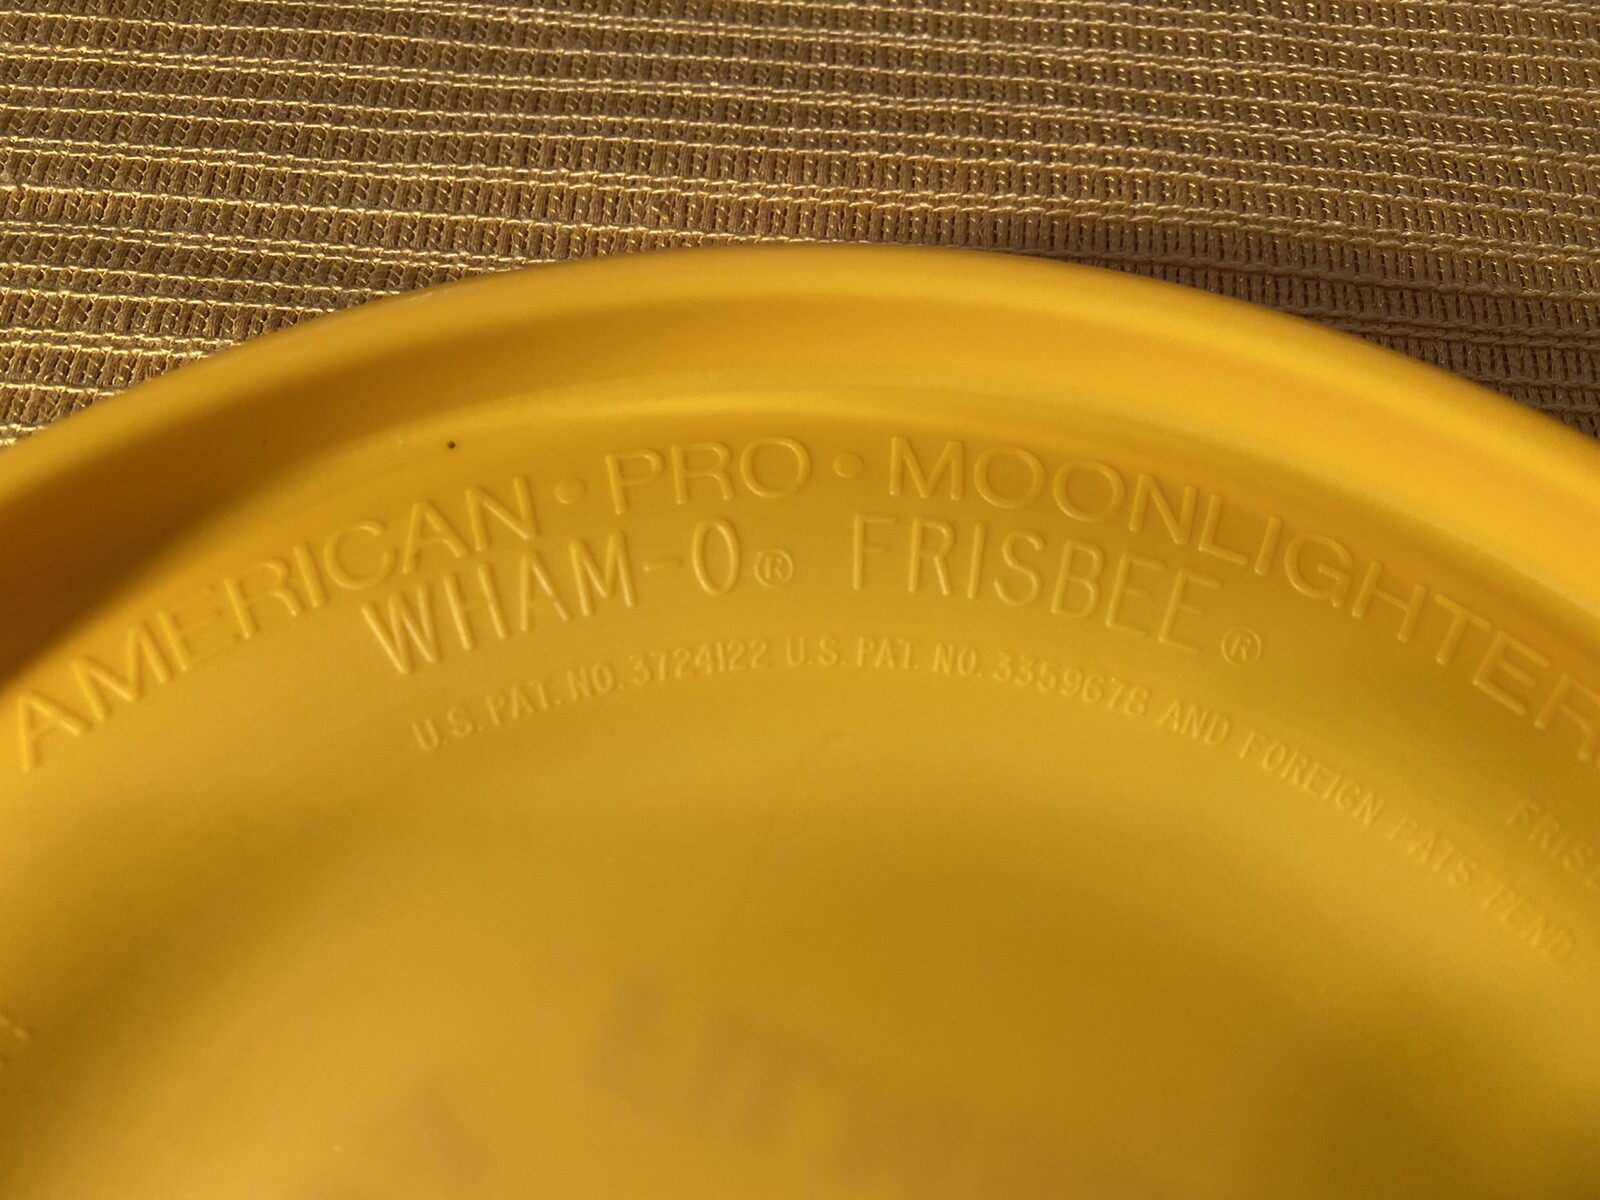 AMERICAN • PRO • MOONLIGHTER
WHAM-O® FRISBEE®
U.S. PAT. NO. 3724122 U.S. PAT. NO. 3359678 AND FOREIGN PATS. PEND.